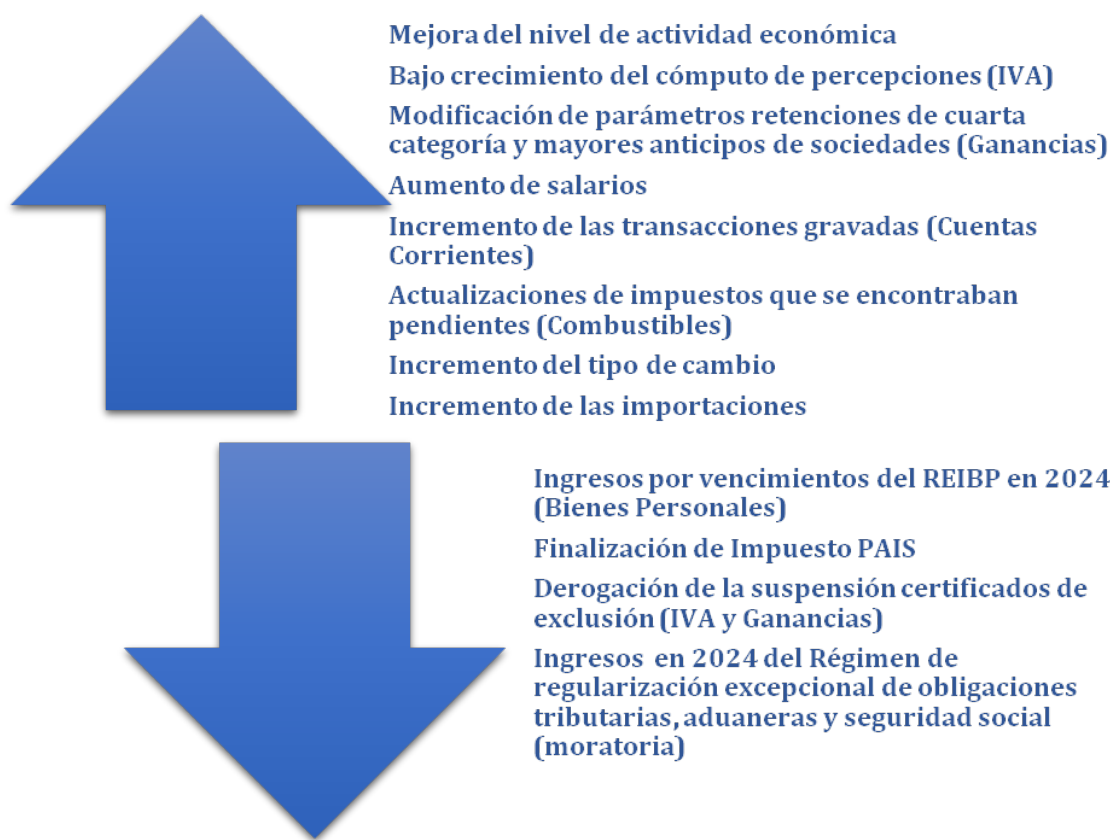 Mejora del nivel de actividad económica
Bajo crecimiento del cómputo de percepciones (IVA)
Modificación de parámetros retenciones de cuarta
categoría y mayores anticipos de sociedades (Ganancias)
Aumento de salarios
Incremento de las transacciones gravadas (Cuentas
Corrientes)
Actualizaciones de impuestos que se encontraban
pendientes (Combustibles)
Incremento del tipo de cambio
Incremento de las importaciones
Ingresos por vencimientos del REIBP en 2024
(Bienes Personales)
Finalización de Impuesto PAIS
Derogación de la suspensión certificados de
exclusión (IVA y Ganancias)
Ingresos en 2024 del Régimen de
regularización excepcional de obligaciones
tributarias, aduaneras y seguridad social
(moratoria)